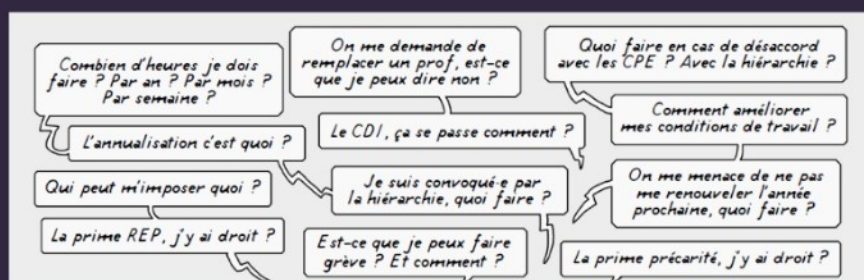 Combien d'heures je dois
faire ? Par an ? Par mois ?
Par semaine ?
L'annualisation c'est quoi ?
Qui peut m'imposer quoi ?
La prime REP, j'y ai droit ?
On me demande de
remplacer un prof, est-ce
que je peux dire non ?
Le CDI, ça se passe comment ?
Je suis convoqué·e par
la hiérarchie, quoi faire ?
Est-ce que je peux faire
grève ? Et comment ?
Quoi faire en cas de désaccord
avec les CPE ? Avec la hiérarchie ?
Comment améliorer
mes conditions de travail ?
On me menace de ne pas
me renouveler l'année
prochaine, quoi faire ?
La prime précarité, j'y ai droit ?